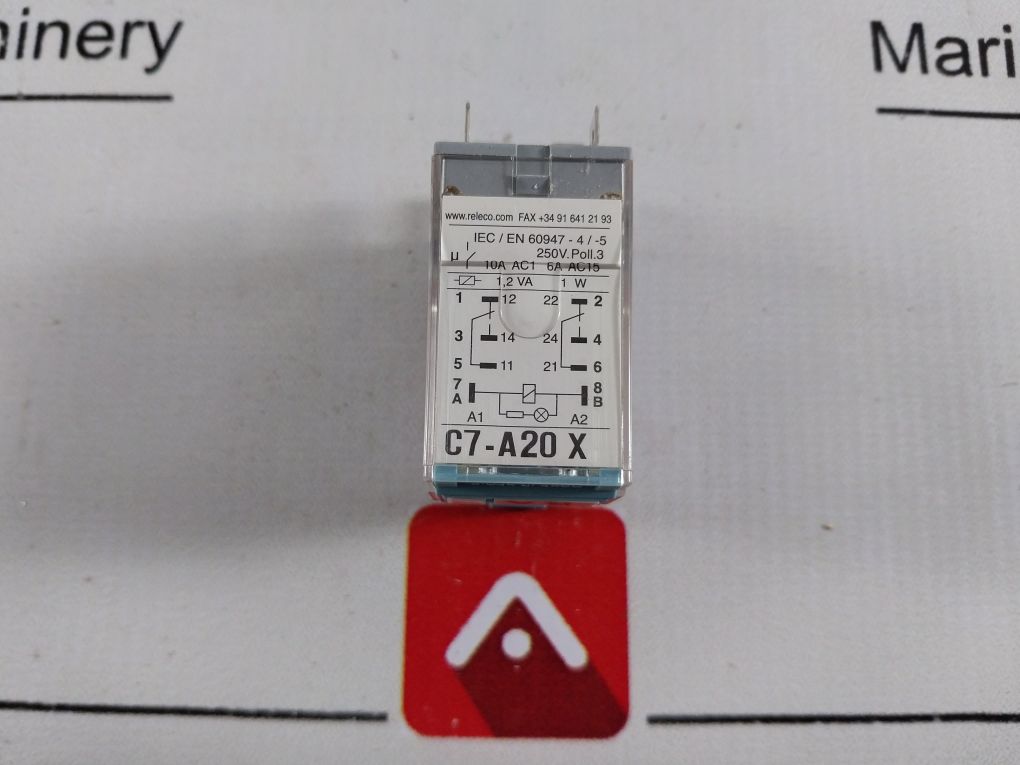 inery
Mari
www.releco.com FAX +34 91 641 21 93
IEC / EN 60947 - 4 / -5
250V.Poll.3
µ 10A AC1 6A AC15
1,2 VA 1 W
1 12 22 2
3 14 24 4
5 11 21 6
7 8
A B
A1 A2
C7-A20 X